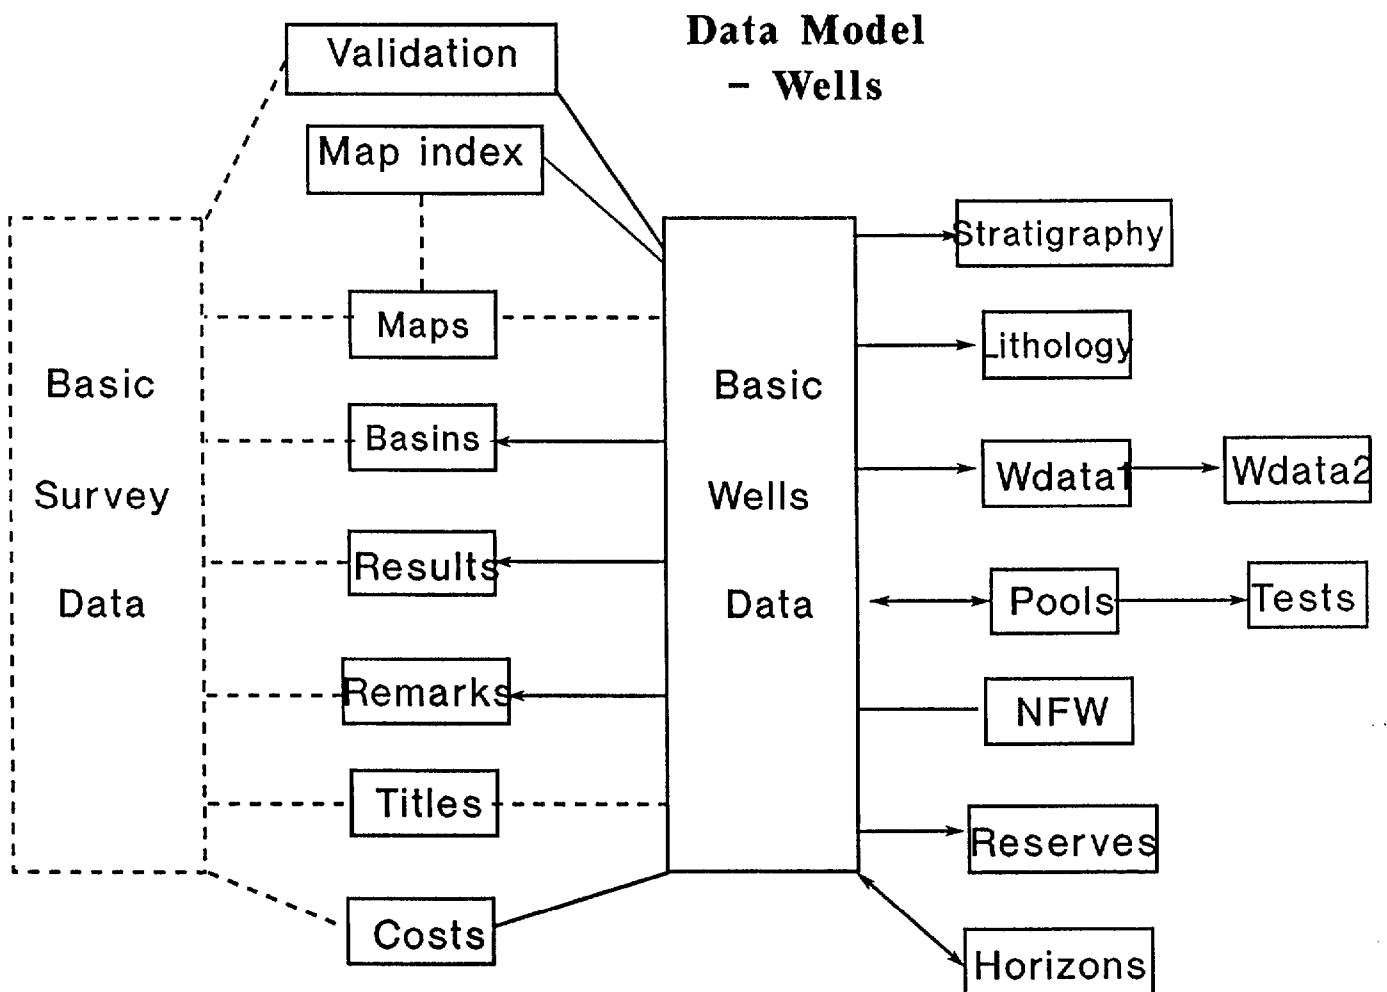 Data Model
– Wells
Validation
Map index
Maps
Basins
Results
Remarks
Titles
Costs
Basic
Survey
Data
Basic
Wells
Data
Stratigraphy
Lithology
Wdata1
Wdata2
Pools
Tests
NFW
Reserves
Horizons